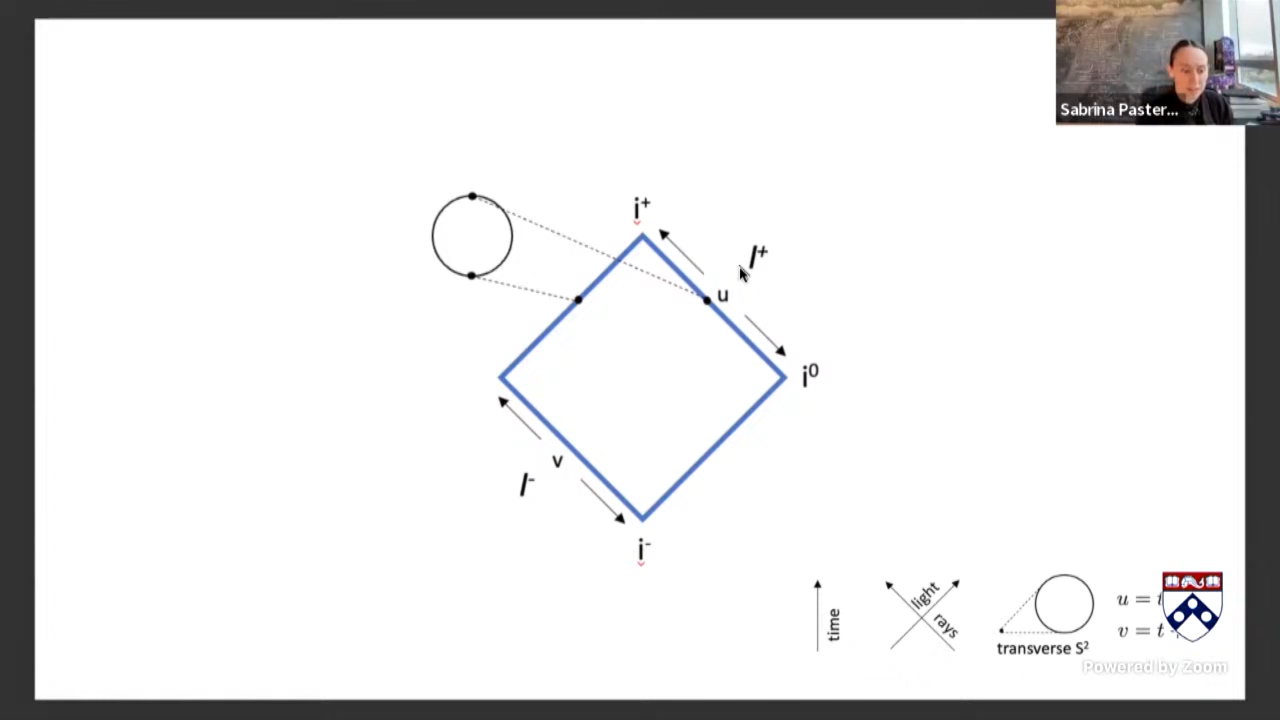 Sabrina Paster...
i⁺
I⁺
u
i⁰
v
I⁻
i⁻
time
light
rays
transverse S²
u = t
v = t
Powered by Zoom